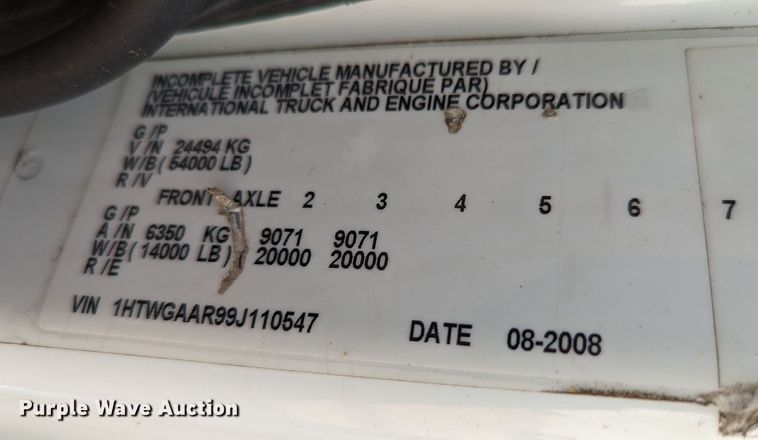 INCOMPLETE VEHICLE MANUFACTURED BY /
(VEHICULE INCOMPLET FABRIQUE PAR)
INTERNATIONAL TRUCK AND ENGINE CORPORATION
G / P
V / N 24494 KG
W/B ( 54000 LB )
R / V
FRONT AXLE 2 3 4 5 6 7
G / P
A / N 6350 KG 9071 9071
W/B ( 14000 LB ) ( 20000 20000
R / E
VIN 1HTWGAAR99J110547 DATE 08-2008
Purple Wave Auction